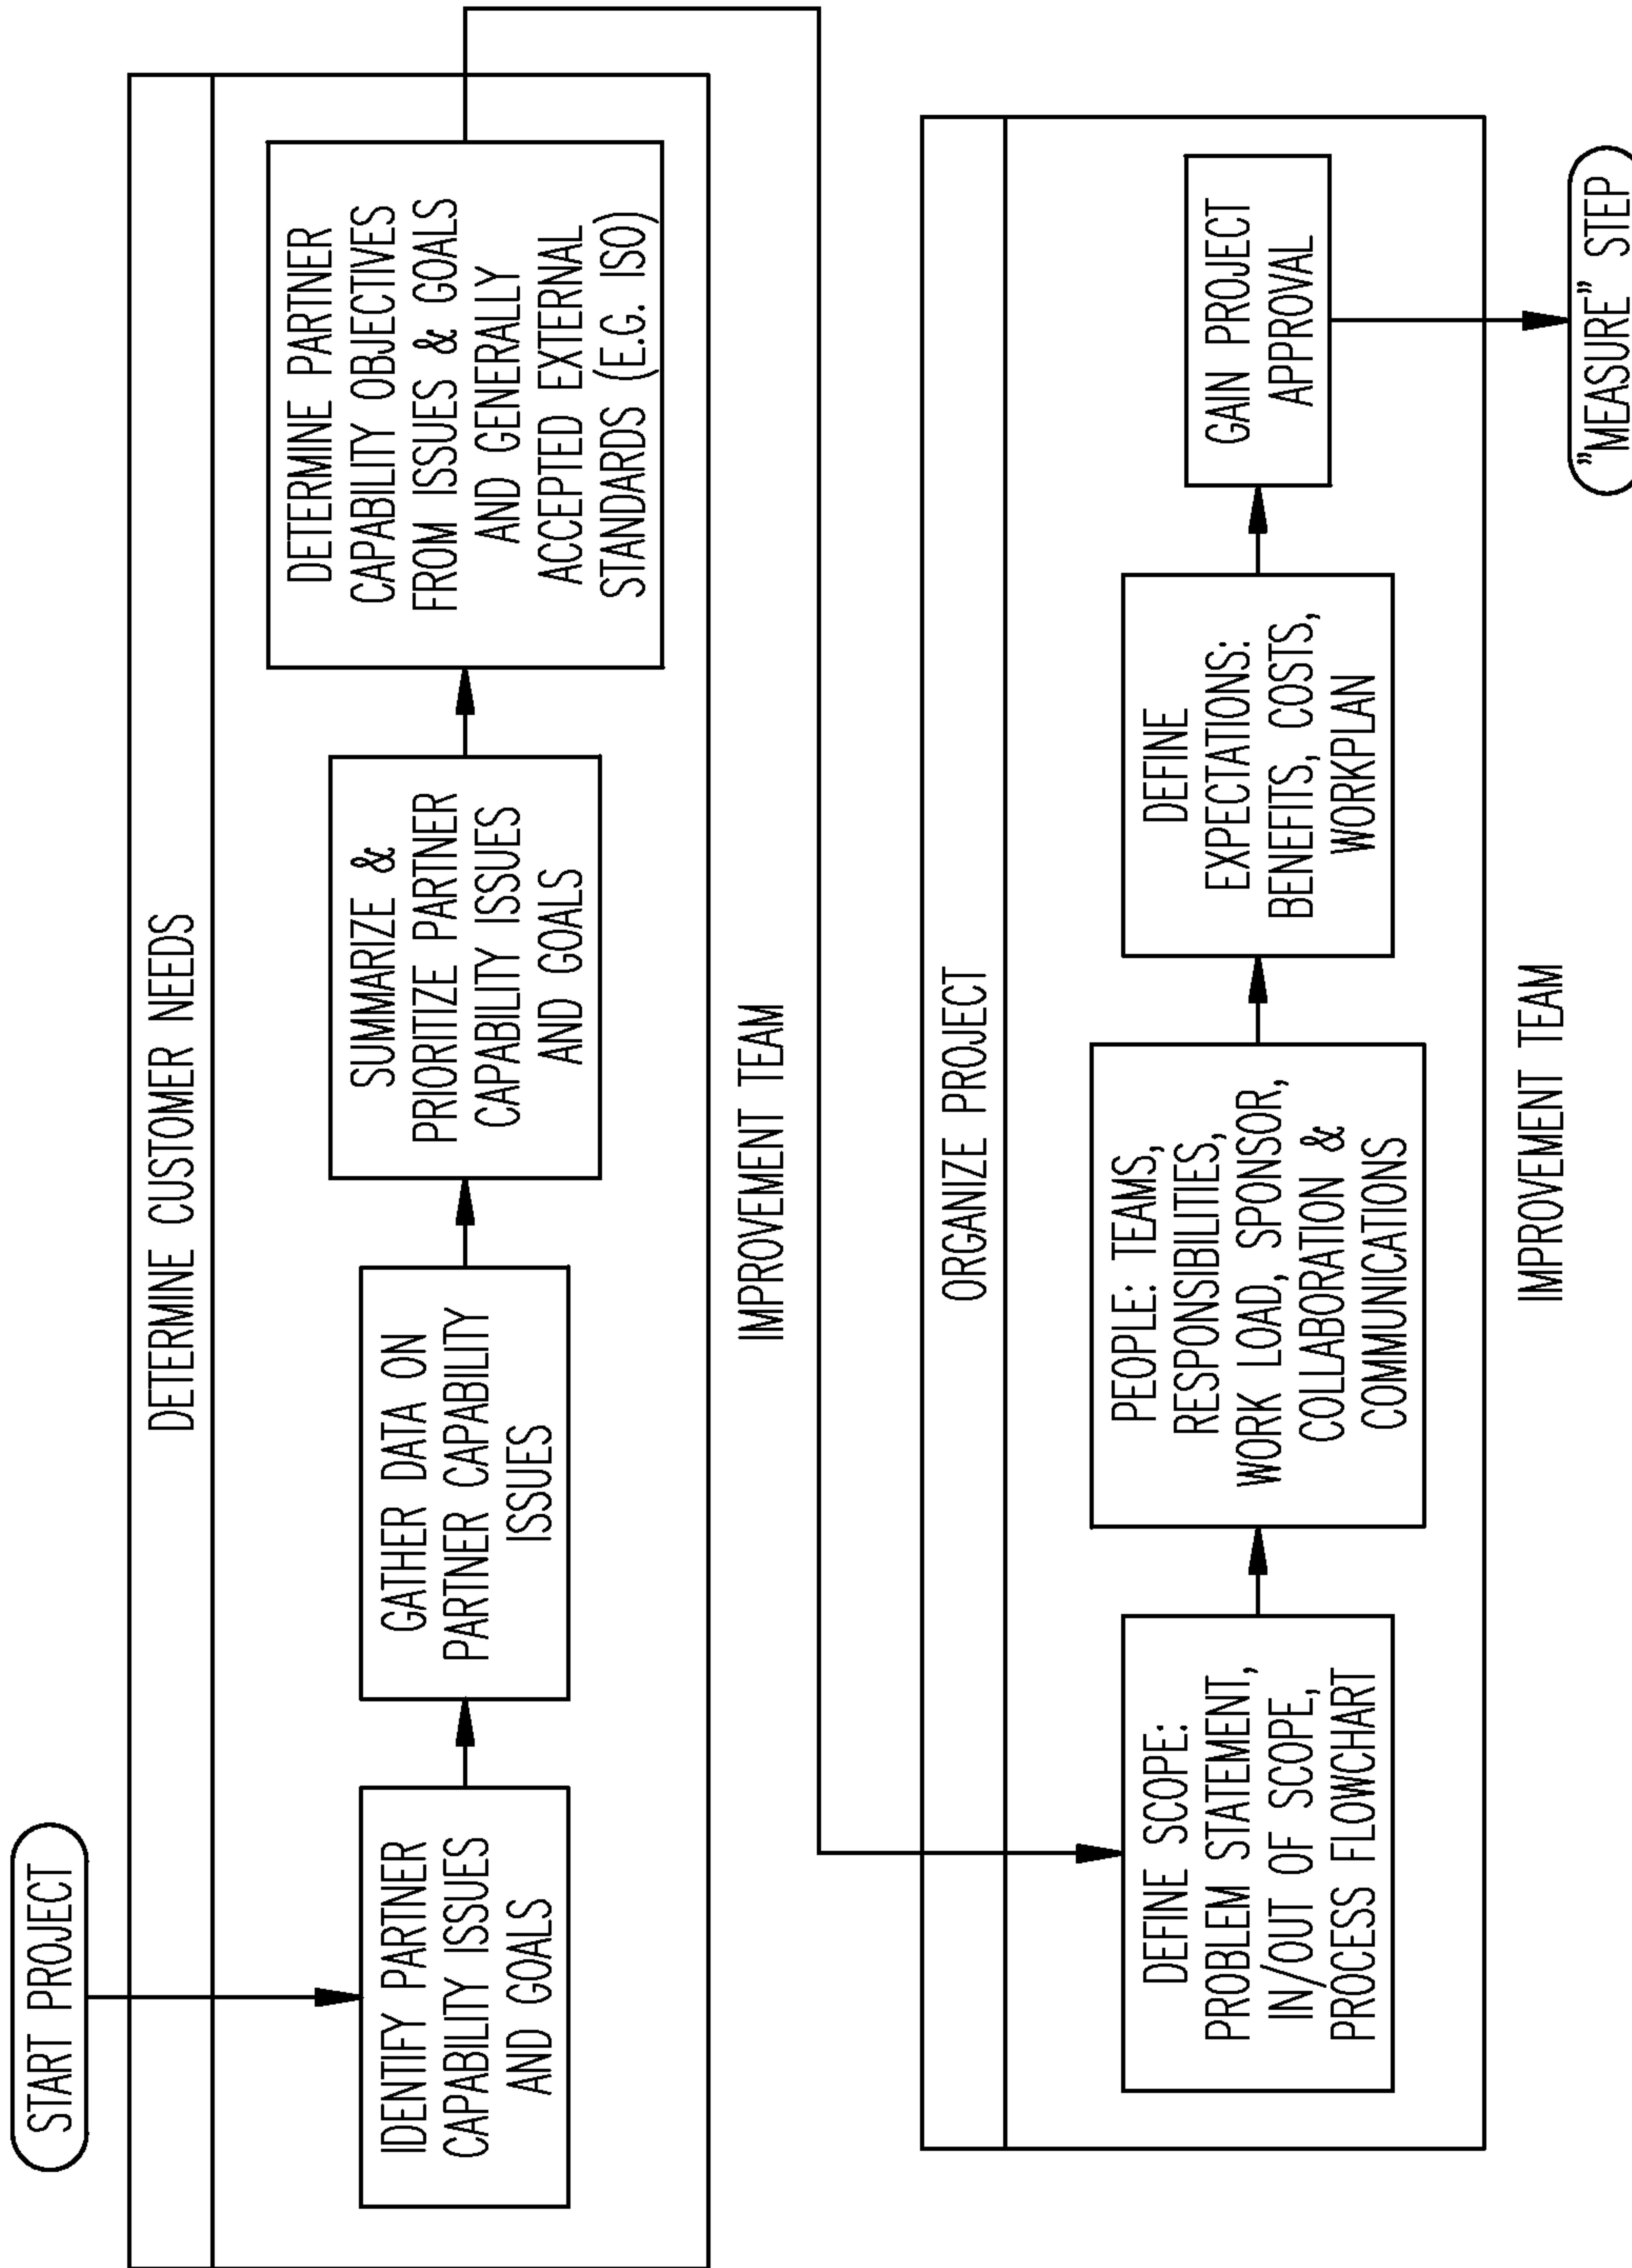 START PROJECT
DETERMINE CUSTOMER NEEDS
IDENTIFY PARTNER
CAPABILITY ISSUES
AND GOALS
GATHER DATA ON
PARTNER CAPABILITY
ISSUES
SUMMARIZE &
PRIORITIZE PARTNER
CAPABILITY ISSUES
AND GOALS
DETERMINE PARTNER
CAPABILITY OBJECTIVES
FROM ISSUES & GOALS
AND GENERALLY
ACCEPTED EXTERNAL
STANDARDS (E.G. ISO)
IMPROVEMENT TEAM
ORGANIZE PROJECT
DEFINE SCOPE:
PROBLEM STATEMENT,
IN/OUT OF SCOPE,
PROCESS FLOWCHART
PEOPLE: TEAMS,
RESPONSIBILITIES,
WORK LOAD, SPONSOR,
COLLABORATION &
COMMUNICATIONS
DEFINE
EXPECTATIONS:
BENEFITS, COSTS,
WORKPLAN
GAIN PROJECT
APPROVAL
IMPROVEMENT TEAM
"MEASURE" STEP